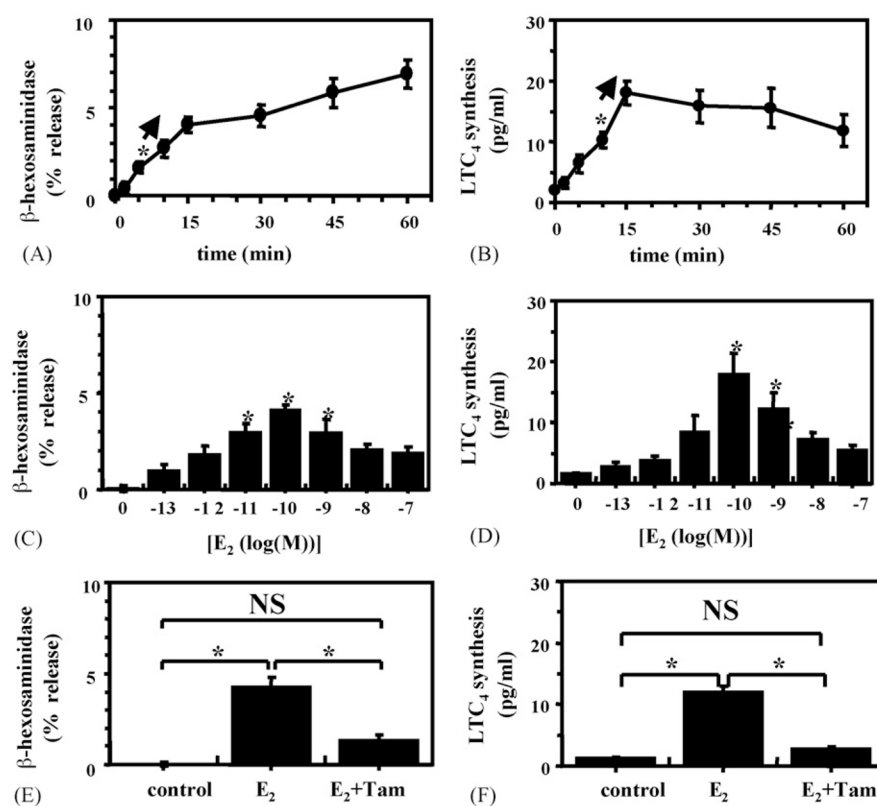 β-hexosaminidase
(% release)
10
5
0
*
0 15 30 45 60
(A)
time (min)
LTC4 synthesis
(pg/ml)
30
20
10
0
*
0 15 30 45 60
(B)
time (min)
β-hexosaminidase
(% release)
10
5
0
* * *
0 -13 -12 -11 -10 -9 -8 -7
(C)
[E2 (log(M))]
LTC4 synthesis
(pg/ml)
30
20
10
0
* *
*
0 -13 -12 -11 -10 -9 -8 -7
(D)
[E2 (log(M))]
β-hexosaminidase
(% release)
10
5
0
NS
* *
control E2 E2+Tam
(E)
LTC4 synthesis
(pg/ml)
30
20
10
0
NS
* *
control E2 E2+Tam
(F)